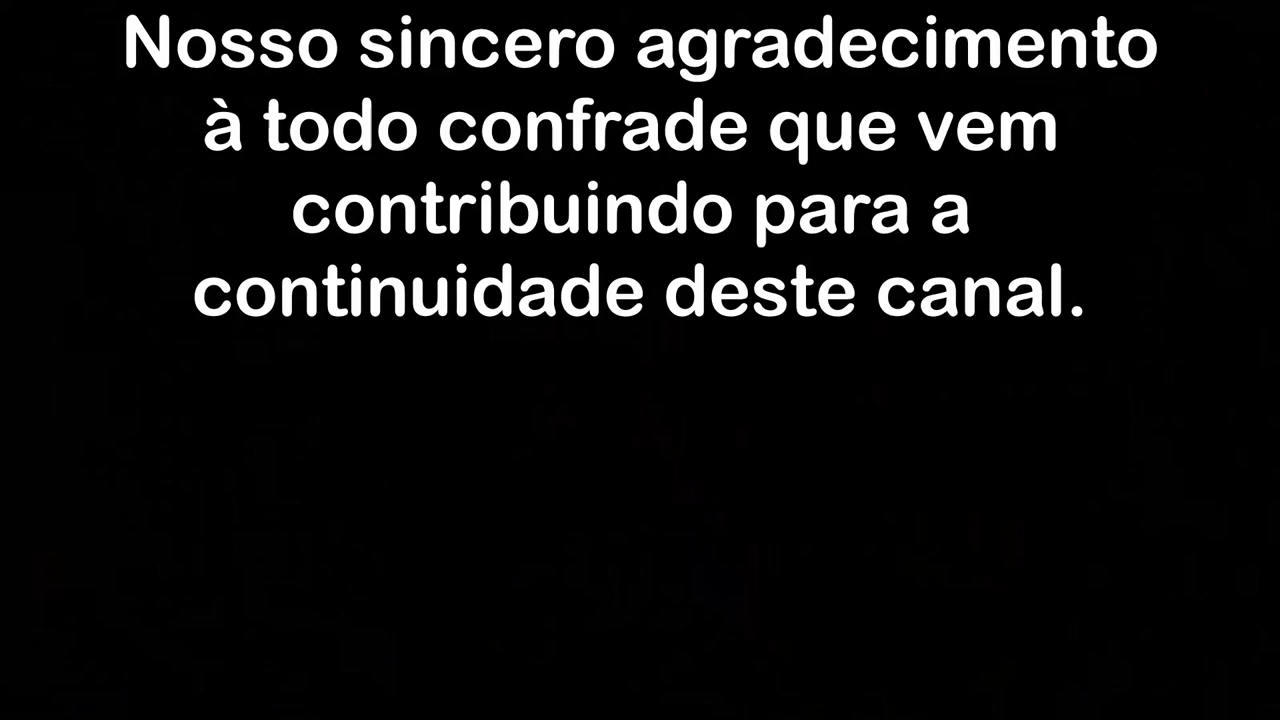 Nosso sincero agradecimento
à todo confrade que vem
contribuindo para a
continuidade deste canal.